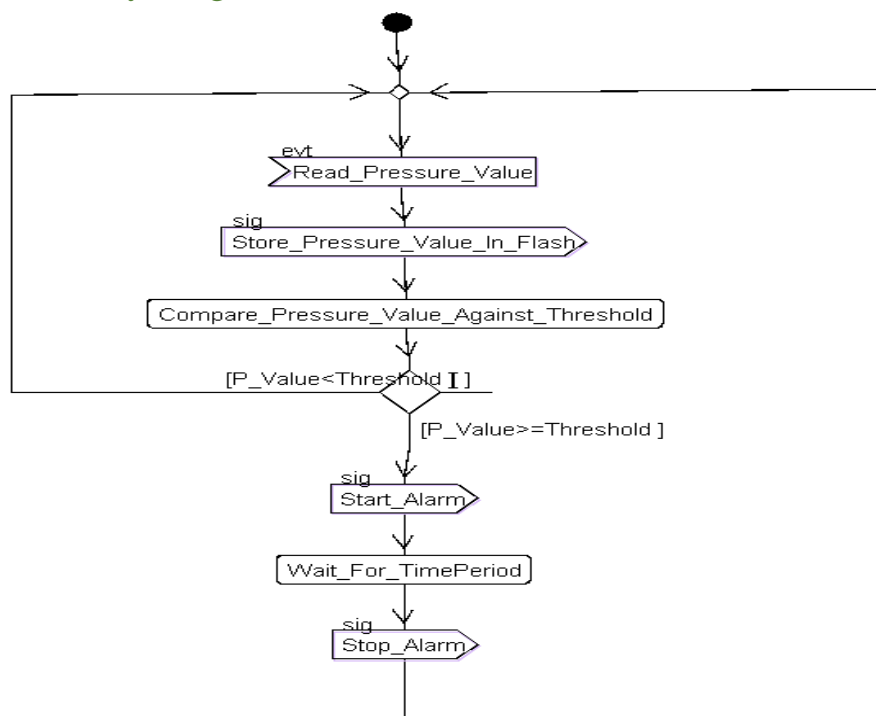 evt
Read_Pressure_Value
sig
Store_Pressure_Value_In_Flash
Compare_Pressure_Value_Against_Threshold
[P_Value<Threshold ]
[P_Value>=Threshold ]
sig
Start_Alarm
Wait_For_TimePeriod
sig
Stop_Alarm